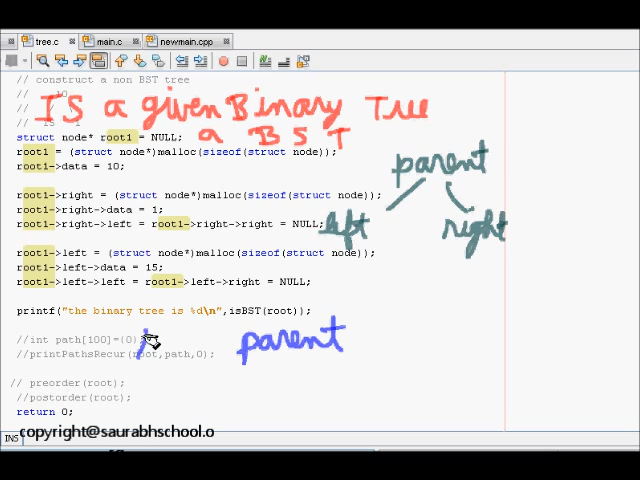 tree.c main.c newmain.cpp
// construct a non BST tree
// 10
IS a given Binary Tree
a BST
struct node* root1 = NULL;
root1 = (struct node*)malloc(sizeof(struct node));
root1->data = 10;
parent
root1->right = (struct node*)malloc(sizeof(struct node));
root1->right->data = 1;
root1->right->left = root1->right->right = NULL;
left right
root1->left = (struct node*)malloc(sizeof(struct node));
root1->left->data = 15;
root1->left->left = root1->left->right = NULL;
printf("the binary tree is %d\n",isBST(root));
//int path[100]={0};
parent
//printPathsRecur(root,path,0);
// preorder(root);
//postorder(root);
return 0;
INS
copyright@saurabhschool.o